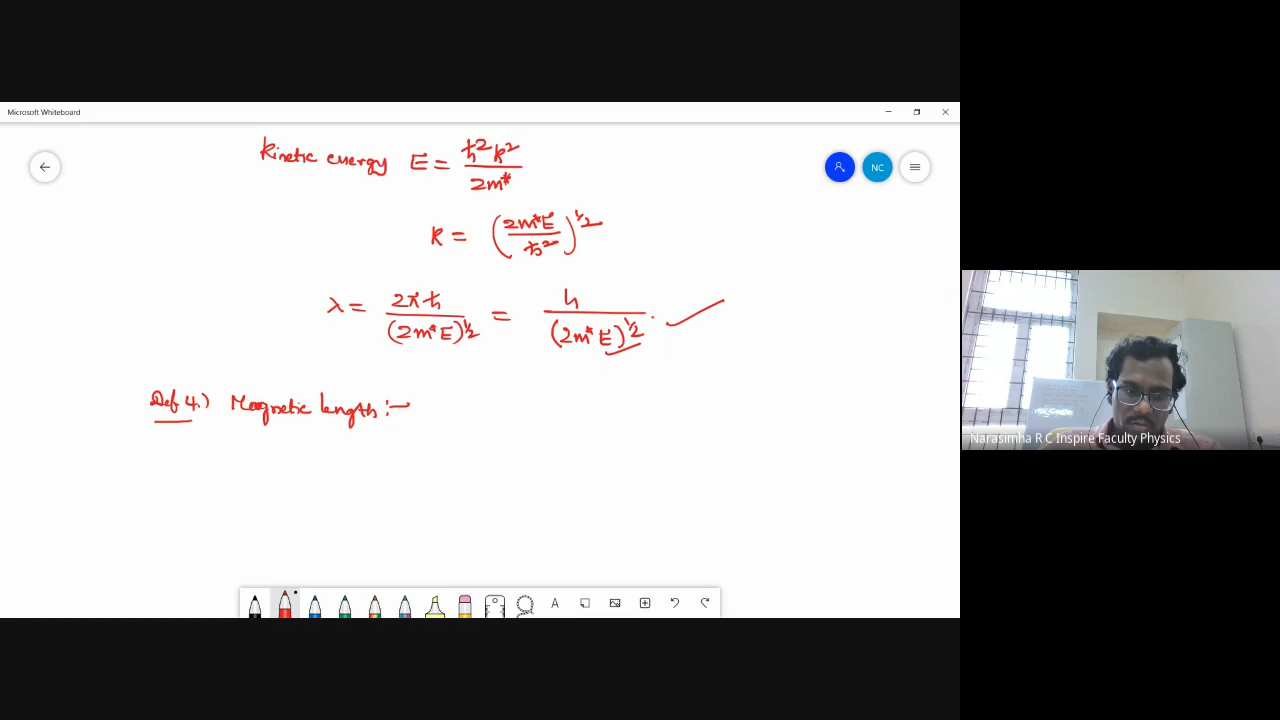 Microsoft Whiteboard
kinetic energy E = ħ²k² / 2m*
k = (2m*E / ħ²)^1/2
NC
λ = 2πħ / (2m*E)^1/2 = h / (2m*E)^1/2 .
Def 4.) Magnetic length :-
Narasimha R C Inspire Faculty Physics
A